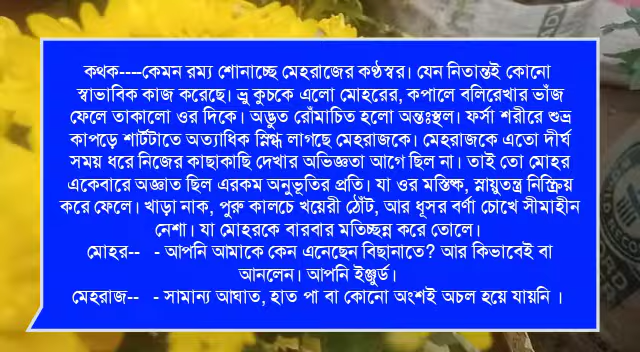 কথক----কেমন রম্য শোনাচ্ছে মেহরাজের কণ্ঠস্বর। যেন নিতান্তই কোনো
স্বাভাবিক কাজ করেছে। ভ্রু কুচকে এলো মোহরের, কপালে বলিরেখার ভাঁজ
ফেলে তাকালো ওর দিকে। অদ্ভুত রোঁমাচিত হলো অন্তঃস্থল। ফর্সা শরীরে শুভ্র
কাপড়ে শার্টটাতে অত্যাধিক স্নিগ্ধ লাগছে মেহরাজকে। মেহরাজকে এতো দীর্ঘ
সময় ধরে নিজের কাছাকাছি দেখার অভিজ্ঞতা আগে ছিল না। তাই তো মোহর
একেবারে অজ্ঞাত ছিল এরকম অনুভূতির প্রতি। যা ওর মস্তিষ্ক, স্নায়ুতন্ত্র নিস্ক্রিয়
করে ফেলে। খাড়া নাক, পুরু কালচে খয়েরী ঠোঁট, আর ধূসর বর্ণা চোখে সীমাহীন
নেশা। যা মোহরকে বারবার মতিচ্ছন্ন করে তোলে।
মোহর-- - আপনি আমাকে কেন এনেছেন বিছানাতে? আর কিভাবেই বা
আনলেন। আপনি ইঞ্জুর্ড।
মেহরাজ-- - সামান্য আঘাত, হাত পা বা কোনো অংশই অচল হয়ে যায়নি ।